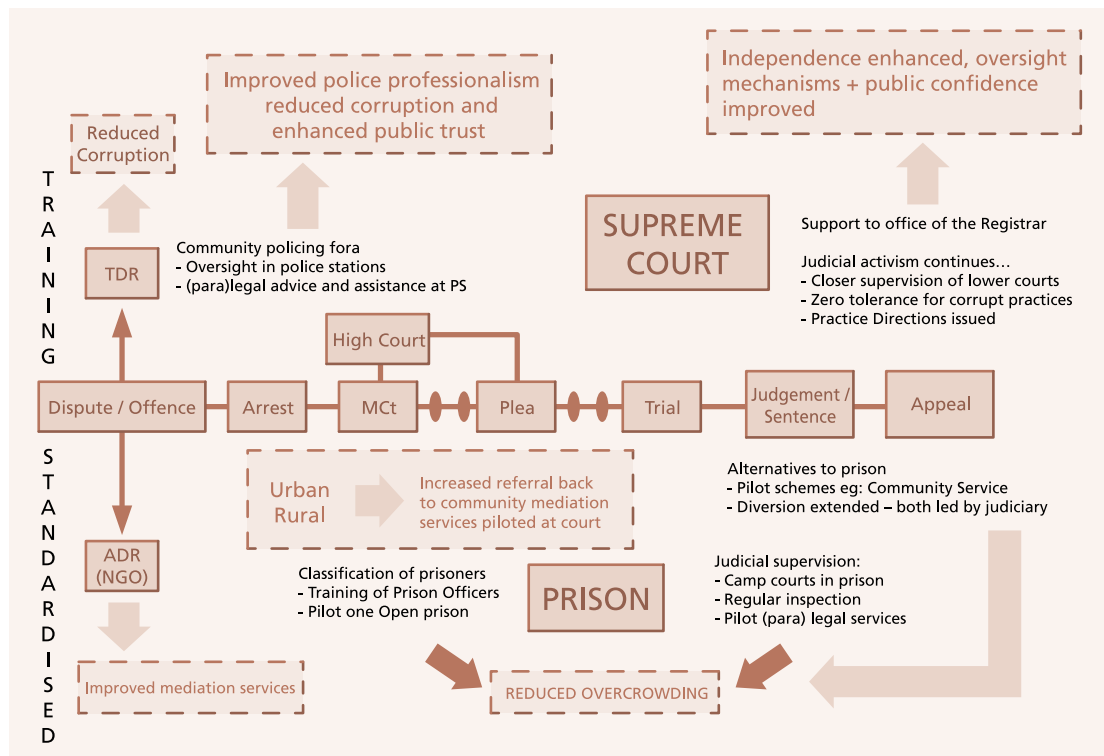 Improved police professionalism
reduced corruption and
enhanced public trust
Independence enhanced, oversight
mechanisms + public confidence
improved
Reduced
Corruption
TRAINING
TDR
Community policing fora
- Oversight in police stations
- (para)legal advice and assistance at PS
SUPREME
COURT
Support to office of the Registrar
Judicial activism continues...
- Closer supervision of lower courts
- Zero tolerance for corrupt practices
- Practice Directions issued
High Court
Dispute / Offence
Arrest
MCt
Plea
Trial
Judgement /
Sentence
Appeal
STANDARDISED
Urban
Rural
Increased referral back
to community mediation
services piloted at court
Alternatives to prison
- Pilot schemes eg: Community Service
- Diversion extended – both led by judiciary
ADR
(NGO)
Classification of prisoners
- Training of Prison Officers
- Pilot one Open prison
PRISON
Judicial supervision:
- Camp courts in prison
- Regular inspection
- Pilot (para) legal services
Improved mediation services
REDUCED OVERCROWDING